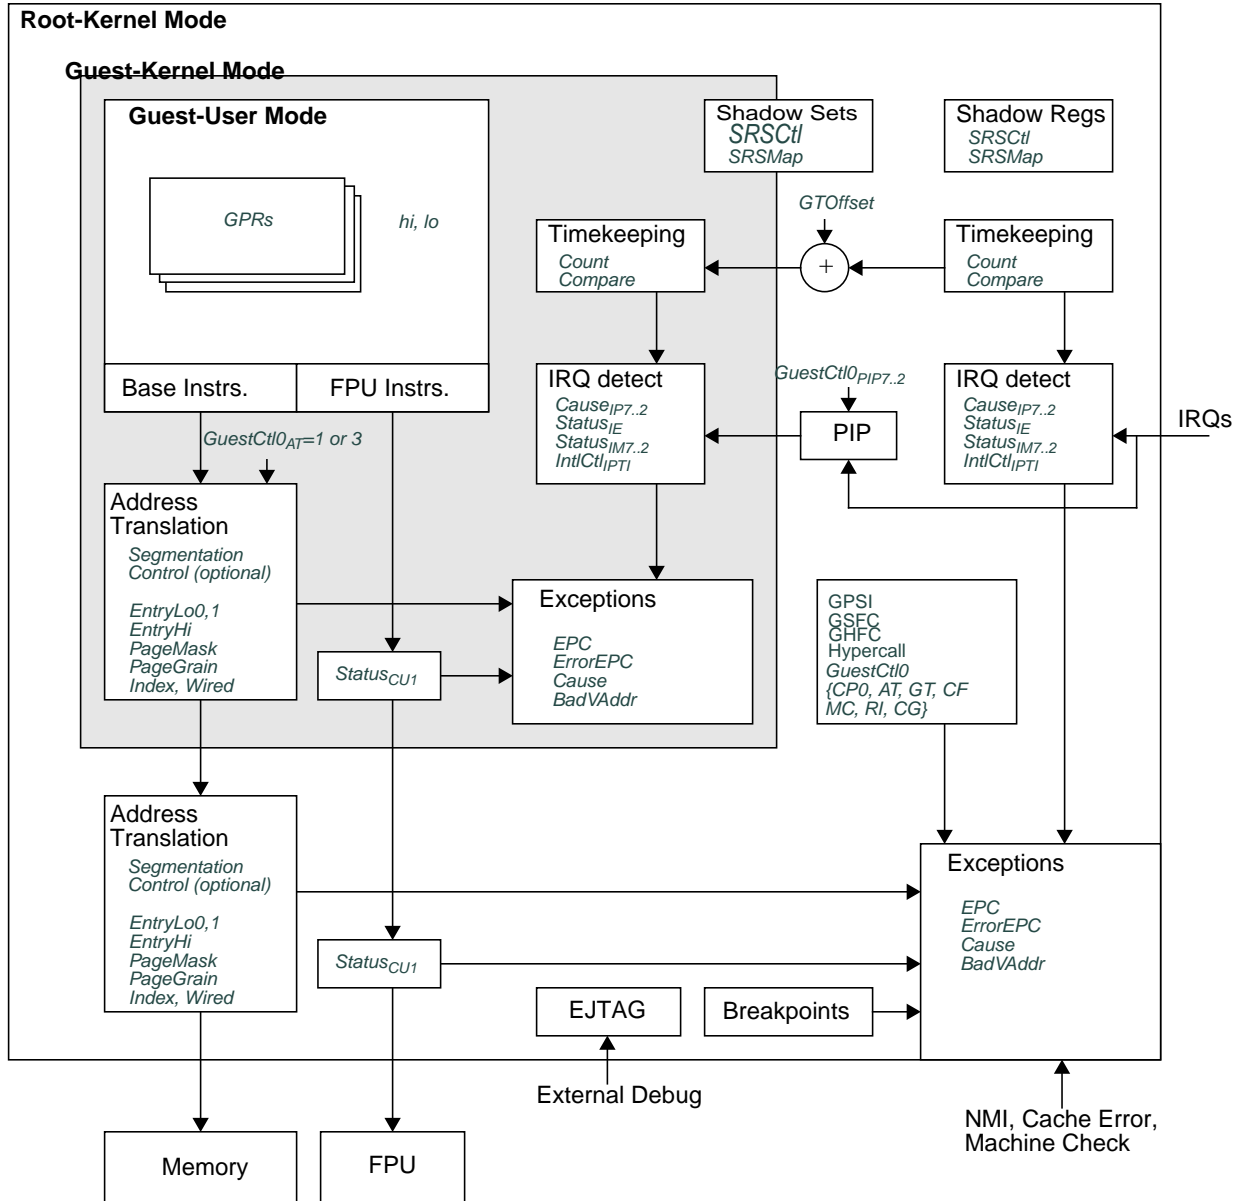 Root-Kernel Mode
Guest-Kernel Mode
Guest-User Mode
GPRs
hi, lo
Base Instrs.
FPU Instrs.
Shadow Sets
SRSCtl
SRSMap
Shadow Regs
SRSCtl
SRSMap
GTOffset
Timekeeping
Count
Compare
+
Timekeeping
Count
Compare
IRQ detect
CauseIP7..2
StatusIE
StatusIM7..2
IntlCtlIPTI
GuestCtl0PIP7..2
PIP
IRQ detect
CauseIP7..2
StatusIE
StatusIM7..2
IntlCtlIPTI
IRQs
GuestCtl0AT=1 or 3
Address
Translation
Segmentation
Control (optional)
EntryLo0,1
EntryHi
PageMask
PageGrain
Index, Wired
StatusCU1
Exceptions
EPC
ErrorEPC
Cause
BadVAddr
GPSI
GSFC
GHFC
Hypercall
GuestCtl0
{CP0, AT, GT, CF
MC, RI, CG}
Address
Translation
Segmentation
Control (optional)
EntryLo0,1
EntryHi
PageMask
PageGrain
Index, Wired
StatusCU1
Exceptions
EPC
ErrorEPC
Cause
BadVAddr
EJTAG
Breakpoints
External Debug
NMI, Cache Error,
Machine Check
Memory
FPU